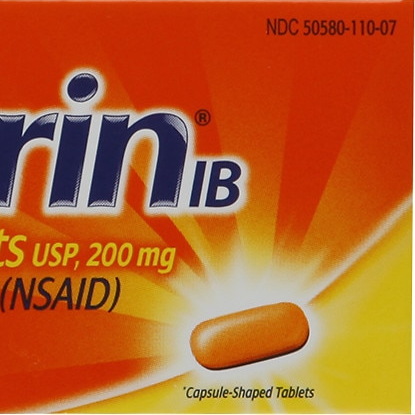 NDC 50580-110-07
rin® IB
ts USP, 200 mg
(NSAID)
*Capsule-Shaped Tablets